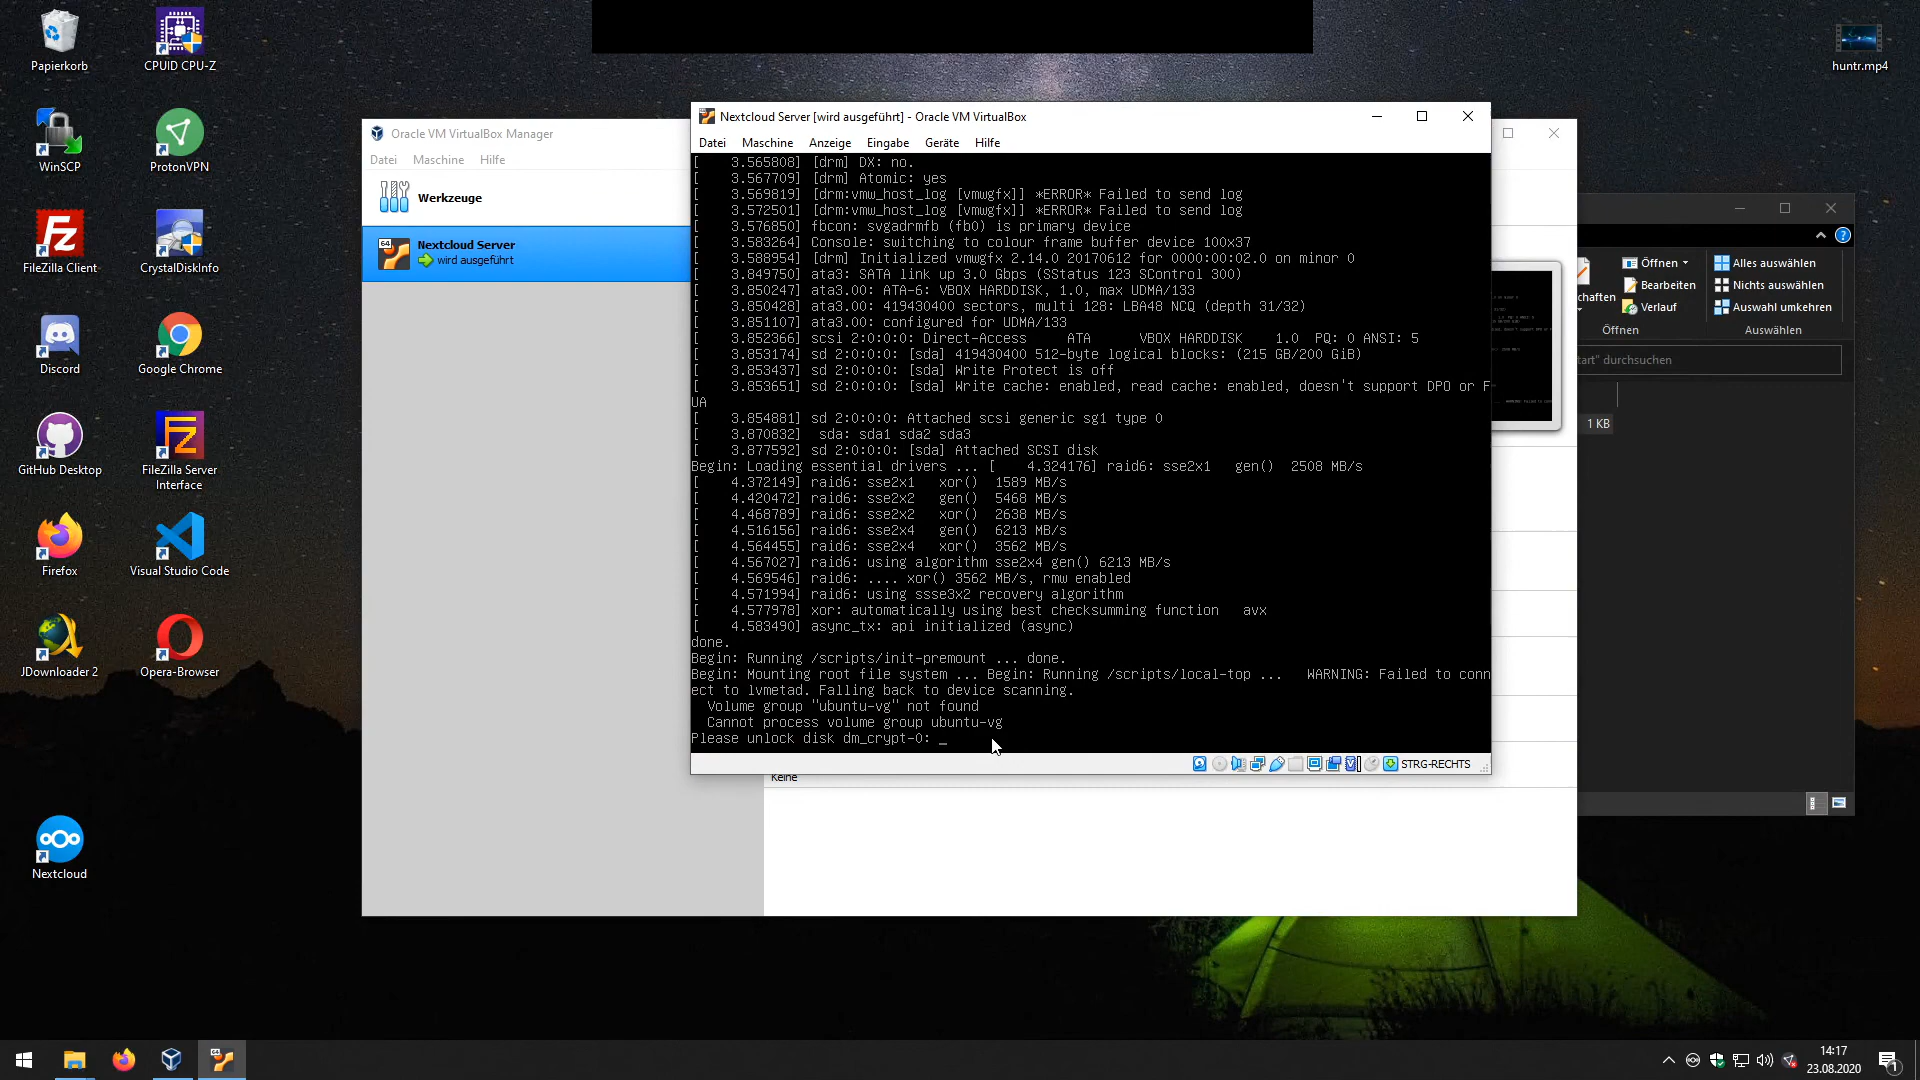 Papierkorb
CPUID CPU-Z
WinSCP
ProtonVPN
FileZilla Client
CrystalDiskInfo
Discord
Google Chrome
GitHub Desktop
FileZilla Server
Interface
Firefox
Visual Studio Code
JDownloader 2
Opera-Browser
Nextcloud
huntr.mp4
Oracle VM VirtualBox Manager
Datei Maschine Hilfe
Werkzeuge
64
Nextcloud Server
wird ausgeführt
Nextcloud Server [wird ausgeführt] - Oracle VM VirtualBox
Datei Maschine Anzeige Eingabe Geräte Hilfe
[    3.565808] [drm] DX: no.
[    3.567709] [drm] Atomic: yes
[    3.569819] [drm:vmw_host_log [vmwgfx]] *ERROR* Failed to send log
[    3.572501] [drm:vmw_host_log [vmwgfx]] *ERROR* Failed to send log
[    3.576850] fbcon: svgadrmfb (fb0) is primary device
[    3.583264] Console: switching to colour frame buffer device 100x37
[    3.588954] [drm] Initialized vmwgfx 2.14.0 20170612 for 0000:00:02.0 on minor 0
[    3.849750] ata3: SATA link up 3.0 Gbps (SStatus 123 SControl 300)
[    3.850247] ata3.00: ATA-6: VBOX HARDDISK, 1.0, max UDMA/133
[    3.850428] ata3.00: 419430400 sectors, multi 128: LBA48 NCQ (depth 31/32)
[    3.851107] ata3.00: configured for UDMA/133
[    3.852366] scsi 2:0:0:0: Direct-Access     ATA      VBOX HARDDISK    1.0  PQ: 0 ANSI: 5
[    3.853174] sd 2:0:0:0: [sda] 419430400 512-byte logical blocks: (215 GB/200 GiB)
[    3.853437] sd 2:0:0:0: [sda] Write Protect is off
[    3.853651] sd 2:0:0:0: [sda] Write cache: enabled, read cache: enabled, doesn't support DPO or F
UA
[    3.854881] sd 2:0:0:0: Attached scsi generic sg1 type 0
[    3.870832]  sda: sda1 sda2 sda3
[    3.877592] sd 2:0:0:0: [sda] Attached SCSI disk
Begin: Loading essential drivers ... [    4.324176] raid6: sse2x1   gen()  2508 MB/s
[    4.372149] raid6: sse2x1   xor()  1589 MB/s
[    4.420472] raid6: sse2x2   gen()  5468 MB/s
[    4.468789] raid6: sse2x2   xor()  2638 MB/s
[    4.516156] raid6: sse2x4   gen()  6213 MB/s
[    4.564455] raid6: sse2x4   xor()  3562 MB/s
[    4.567027] raid6: using algorithm sse2x4 gen() 6213 MB/s
[    4.569546] raid6: .... xor() 3562 MB/s, rmw enabled
[    4.571994] raid6: using ssse3x2 recovery algorithm
[    4.577978] xor: automatically using best checksumming function   avx
[    4.583490] async_tx: api initialized (async)
done.
Begin: Running /scripts/init-premount ... done.
Begin: Mounting root file system ... Begin: Running /scripts/local-top ...   WARNING: Failed to conn
ect to lvmetad. Falling back to device scanning.
  Volume group "ubuntu-vg" not found
  Cannot process volume group ubuntu-vg
Please unlock disk dm_crypt-0: _
STRG-RECHTS
Keine
Öffnen
Bearbeiten
Verlauf
chaften
Öffnen
Alles auswählen
Nichts auswählen
Auswahl umkehren
Auswählen
tart" durchsuchen
1 KB
14:17
23.08.2020
1